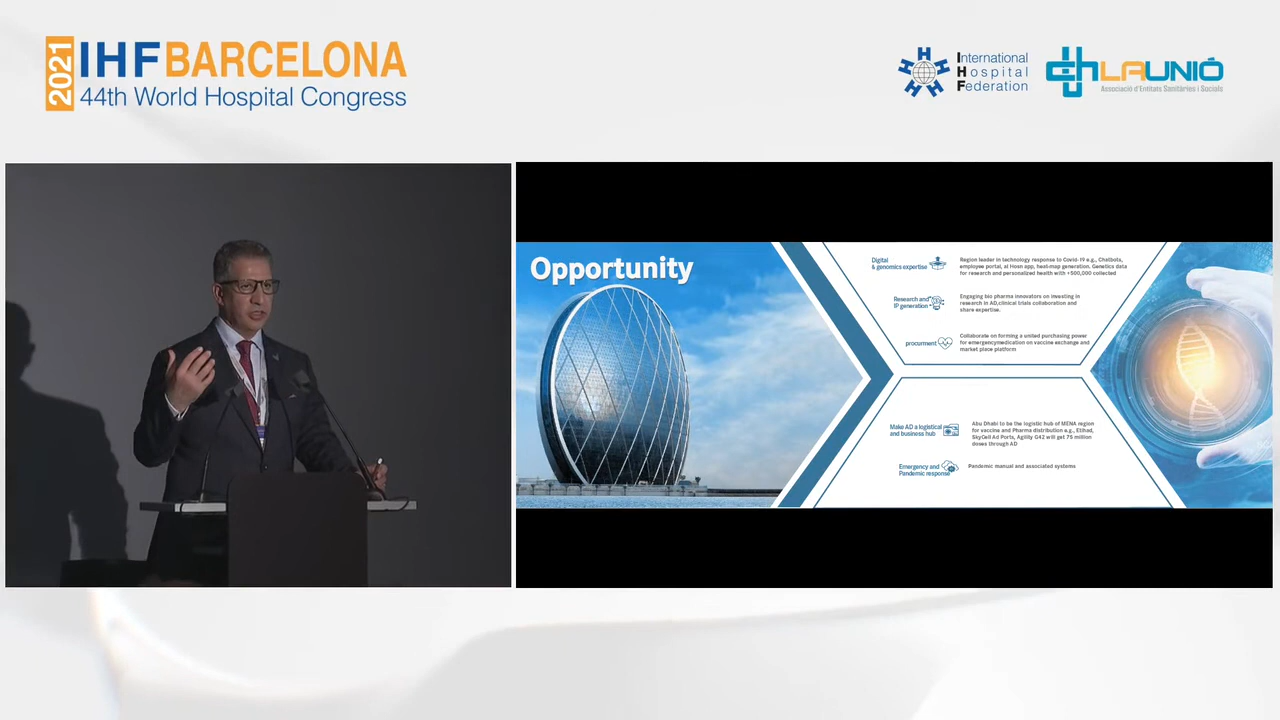 2021
IHF BARCELONA
44th World Hospital Congress
International
Hospital
Federation
LAUNIÓ
Associació d'Entitats Sanitàries i Socials
Opportunity
Digital
& genomics expertise
Region leader in technology response to Covid-19 e.g., Chatbots,
employee portal, al Hosn app, heat-map generation. Genetics data
for research and personalized health with +500,000 collected
Research and
IP generation
Engaging bio pharma innovators on investing in
research in AD,clinical trials collaboration and
share expertise.
procurment
Collaborate on forming a united purchasing power
for emergencymedication on vaccine exchange and
market place platform
Make AD a logistical
and business hub
Abu Dhabi to be the logistic hub of MENA region
for vaccine and Pharma distribution e.g., Etihad,
SkyCell Ad Ports, Agility G42 will get 75 million
doses through AD
Emergency and
Pandemic response
Pandemic manual and associated systems